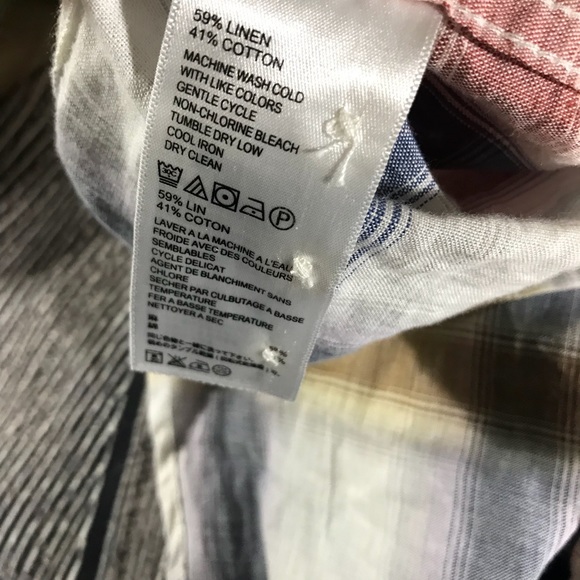 59% LINEN
41% COTTON
MACHINE WASH COLD
WITH LIKE COLORS
GENTLE CYCLE
NON-CHLORINE BLEACH
TUMBLE DRY LOW
COOL IRON
DRY CLEAN
P
59% LIN
41% COTON
LAVER A LA MACHINE A L'EAU
FROIDE AVEC DES COULEURS
SEMBLABLES
CYCLE DELICAT
AGENT DE BLANCHIMENT SANS
CHLORE
SECHER PAR CULBUTAGE A BASSE
TEMPERATURE
FER A BASSE TEMPERATURE
NETTOYER A SEC